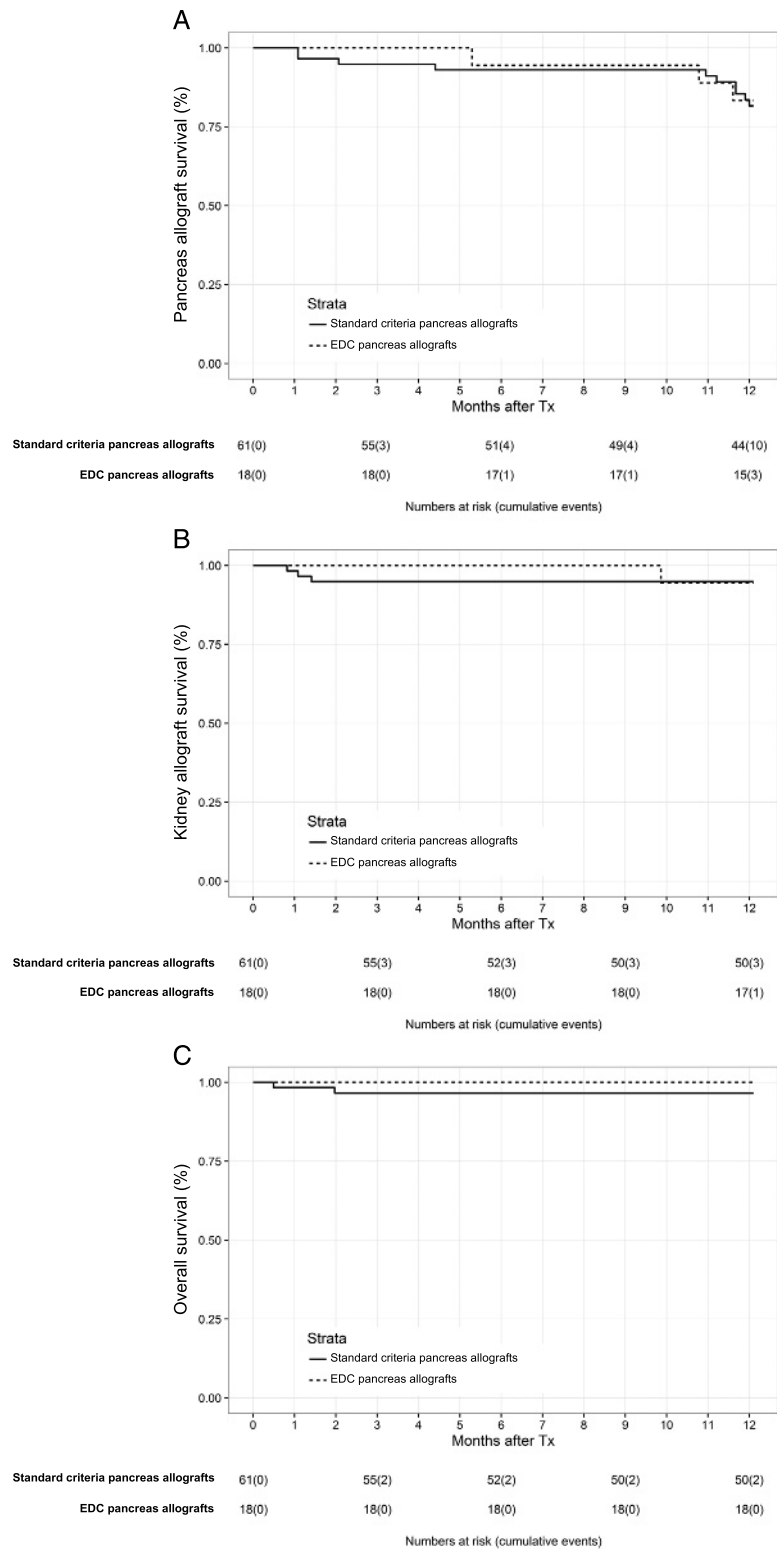 A
Pancreas allograft survival (%)
1.00
0.75
0.50
0.25
0.00
Strata
Standard criteria pancreas allografts
EDC pancreas allografts
0 1 2 3 4 5 6 7 8 9 10 11 12
Months after Tx
Standard criteria pancreas allografts 61(0) 55(3) 51(4) 49(4) 44(10)
EDC pancreas allografts 18(0) 18(0) 17(1) 17(1) 15(3)
Numbers at risk (cumulative events)
B
Kidney allograft survival (%)
1.00
0.75
0.50
0.25
0.00
Strata
Standard criteria pancreas allografts
EDC pancreas allografts
0 1 2 3 4 5 6 7 8 9 10 11 12
Months after Tx
Standard criteria pancreas allografts 61(0) 55(3) 52(3) 50(3) 50(3)
EDC pancreas allografts 18(0) 18(0) 18(0) 18(0) 17(1)
Numbers at risk (cumulative events)
C
Overall survival (%)
1.00
0.75
0.50
0.25
0.00
Strata
Standard criteria pancreas allografts
EDC pancreas allografts
0 1 2 3 4 5 6 7 8 9 10 11 12
Months after Tx
Standard criteria pancreas allografts 61(0) 55(2) 52(2) 50(2) 50(2)
EDC pancreas allografts 18(0) 18(0) 18(0) 18(0) 18(0)
Numbers at risk (cumulative events)